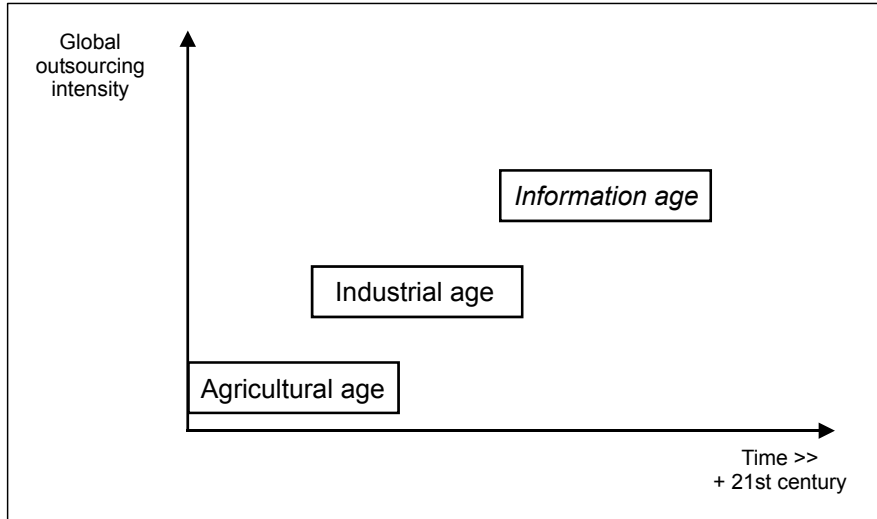 Global
outsourcing
intensity
Information age
Industrial age
Agricultural age
Time >>
+ 21st century